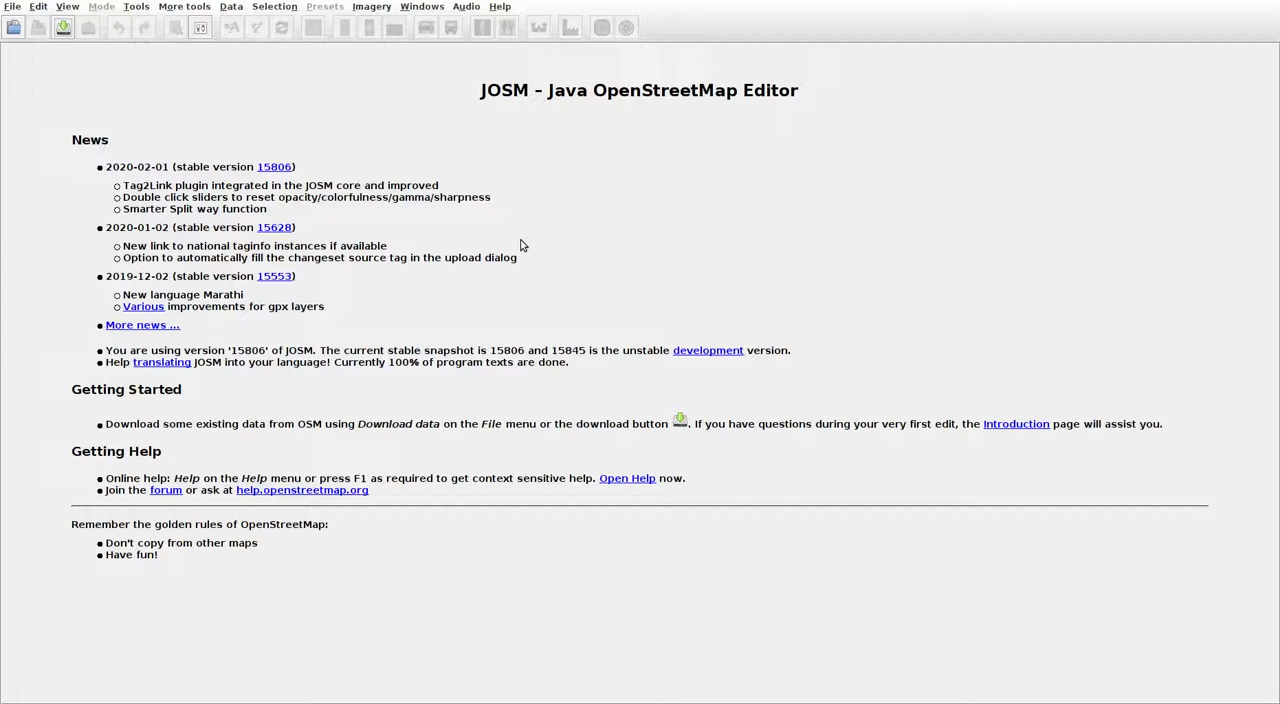 File Edit View Mode Tools More tools Data Selection Presets Imagery Windows Audio Help
JOSM – Java OpenStreetMap Editor
News
2020-02-01 (stable version 15806)
Tag2Link plugin integrated in the JOSM core and improved
Double click sliders to reset opacity/colorfulness/gamma/sharpness
Smarter Split way function
2020-01-02 (stable version 15628)
New link to national taginfo instances if available
Option to automatically fill the changeset source tag in the upload dialog
2019-12-02 (stable version 15553)
New language Marathi
Various improvements for gpx layers
More news ...
You are using version '15806' of JOSM. The current stable snapshot is 15806 and 15845 is the unstable development version.
Help translating JOSM into your language! Currently 100% of program texts are done.
Getting Started
Download some existing data from OSM using Download data on the File menu or the download button . If you have questions during your very first edit, the Introduction page will assist you.
Getting Help
Online help: Help on the Help menu or press F1 as required to get context sensitive help. Open Help now.
Join the forum or ask at help.openstreetmap.org
Remember the golden rules of OpenStreetMap:
Don't copy from other maps
Have fun!